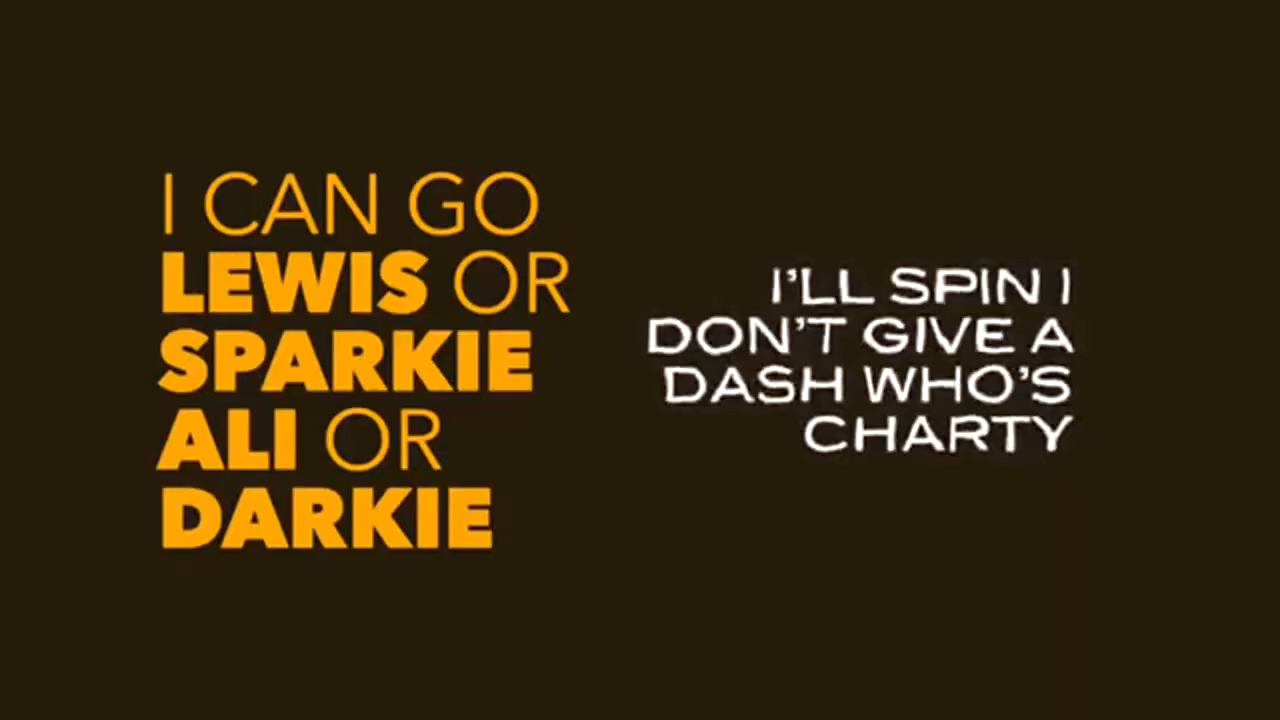 I CAN GO
LEWIS OR
SPARKIE
ALI OR
DARKIE
I'LL SPIN I
DON'T GIVE A
DASH WHO'S
CHARTY